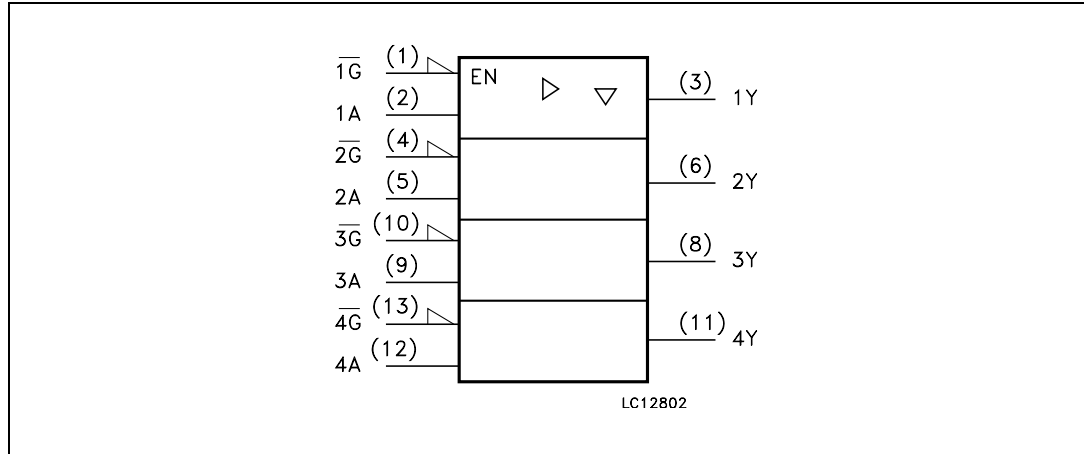 1G̅ (1) EN (3) 1Y
1A (2)
2G̅ (4) (6) 2Y
2A (5)
3G̅ (10) (8) 3Y
3A (9)
4G̅ (13) (11) 4Y
4A (12)
LC12802